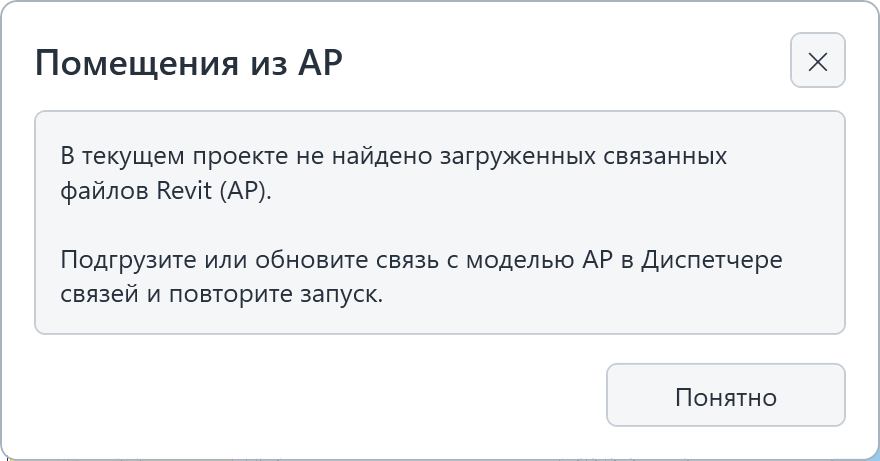 Помещения из АР
В текущем проекте не найдено загруженных связанных
файлов Revit (АР).
Подгрузите или обновите связь с моделью АР в Диспетчере
связей и повторите запуск.
Понятно